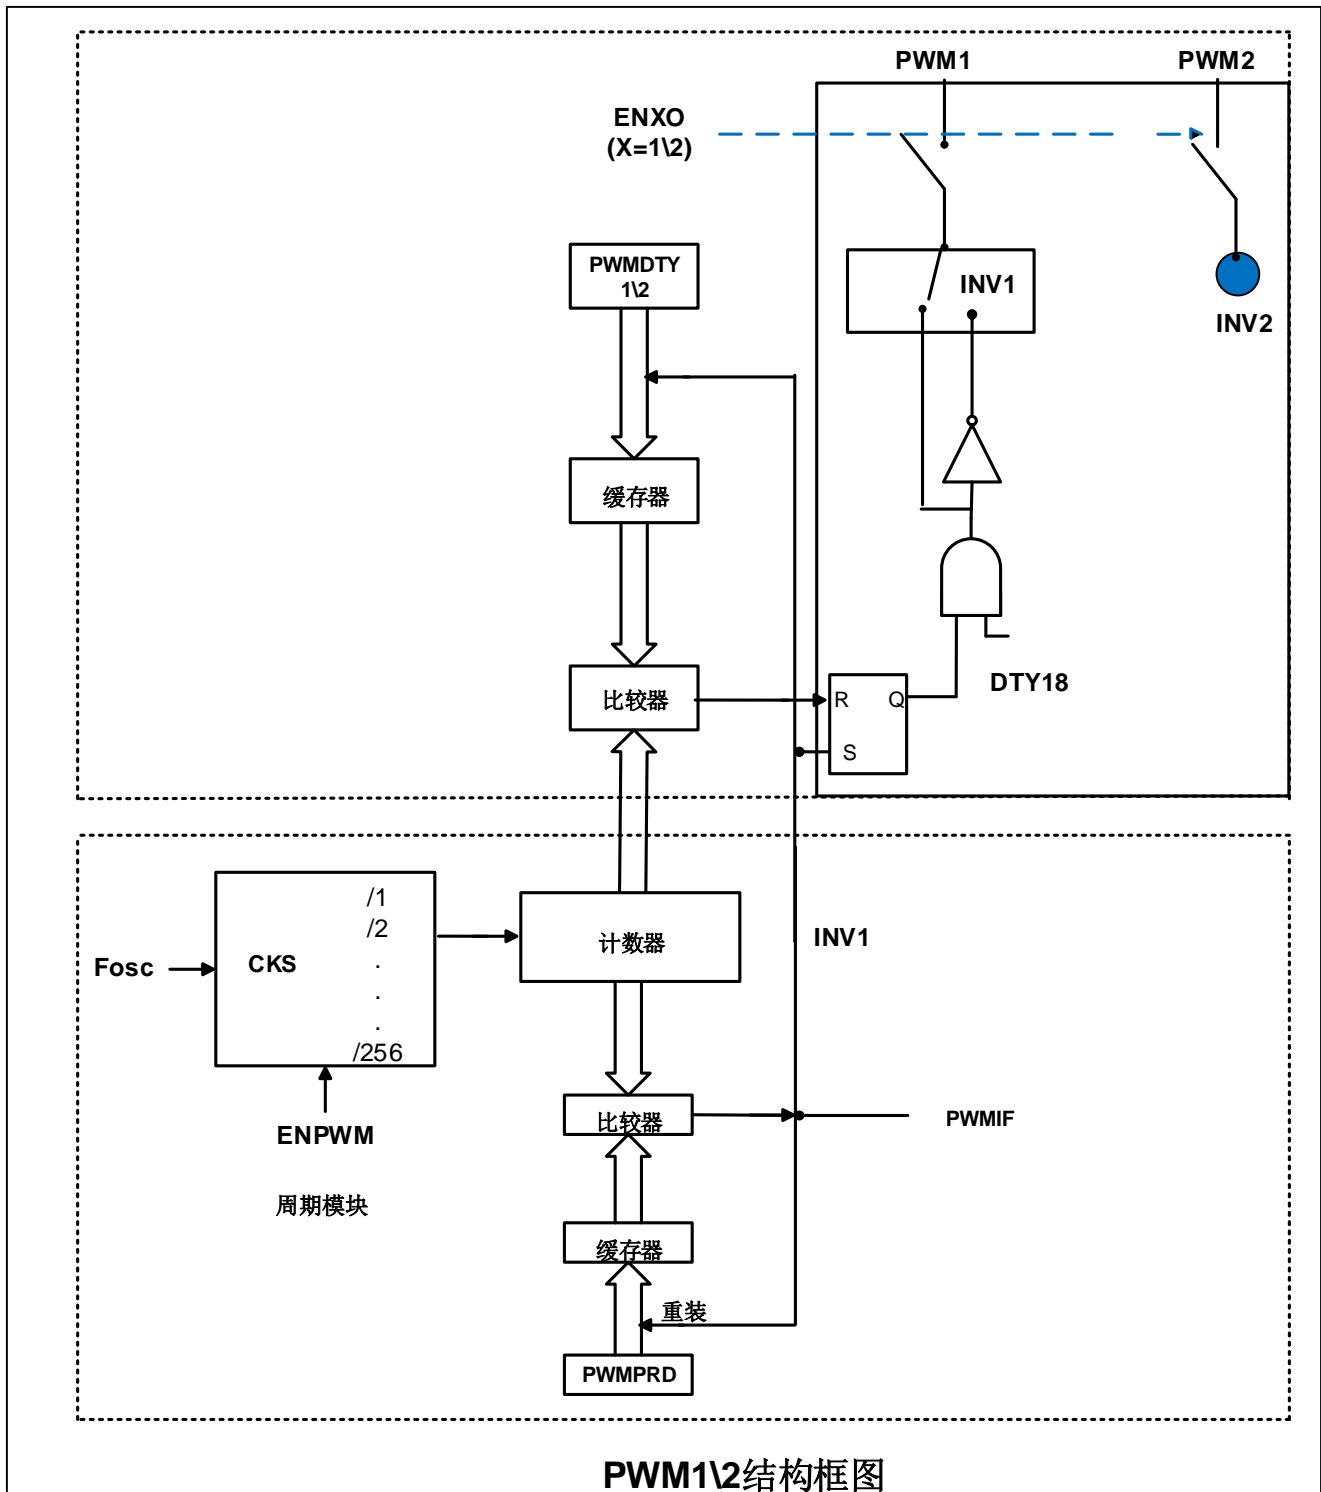 PWM1
PWM2
ENXO
(X=1\2)
PWMDTY
1\2
INV1
INV2
缓存器
DTY18
比较器
R
Q
S
/1
/2
.
.
.
/256
CKS
Fosc
计数器
INV1
ENPWM
比较器
PWMIF
周期模块
缓存器
重装
PWMPRD
PWM1\2结构框图